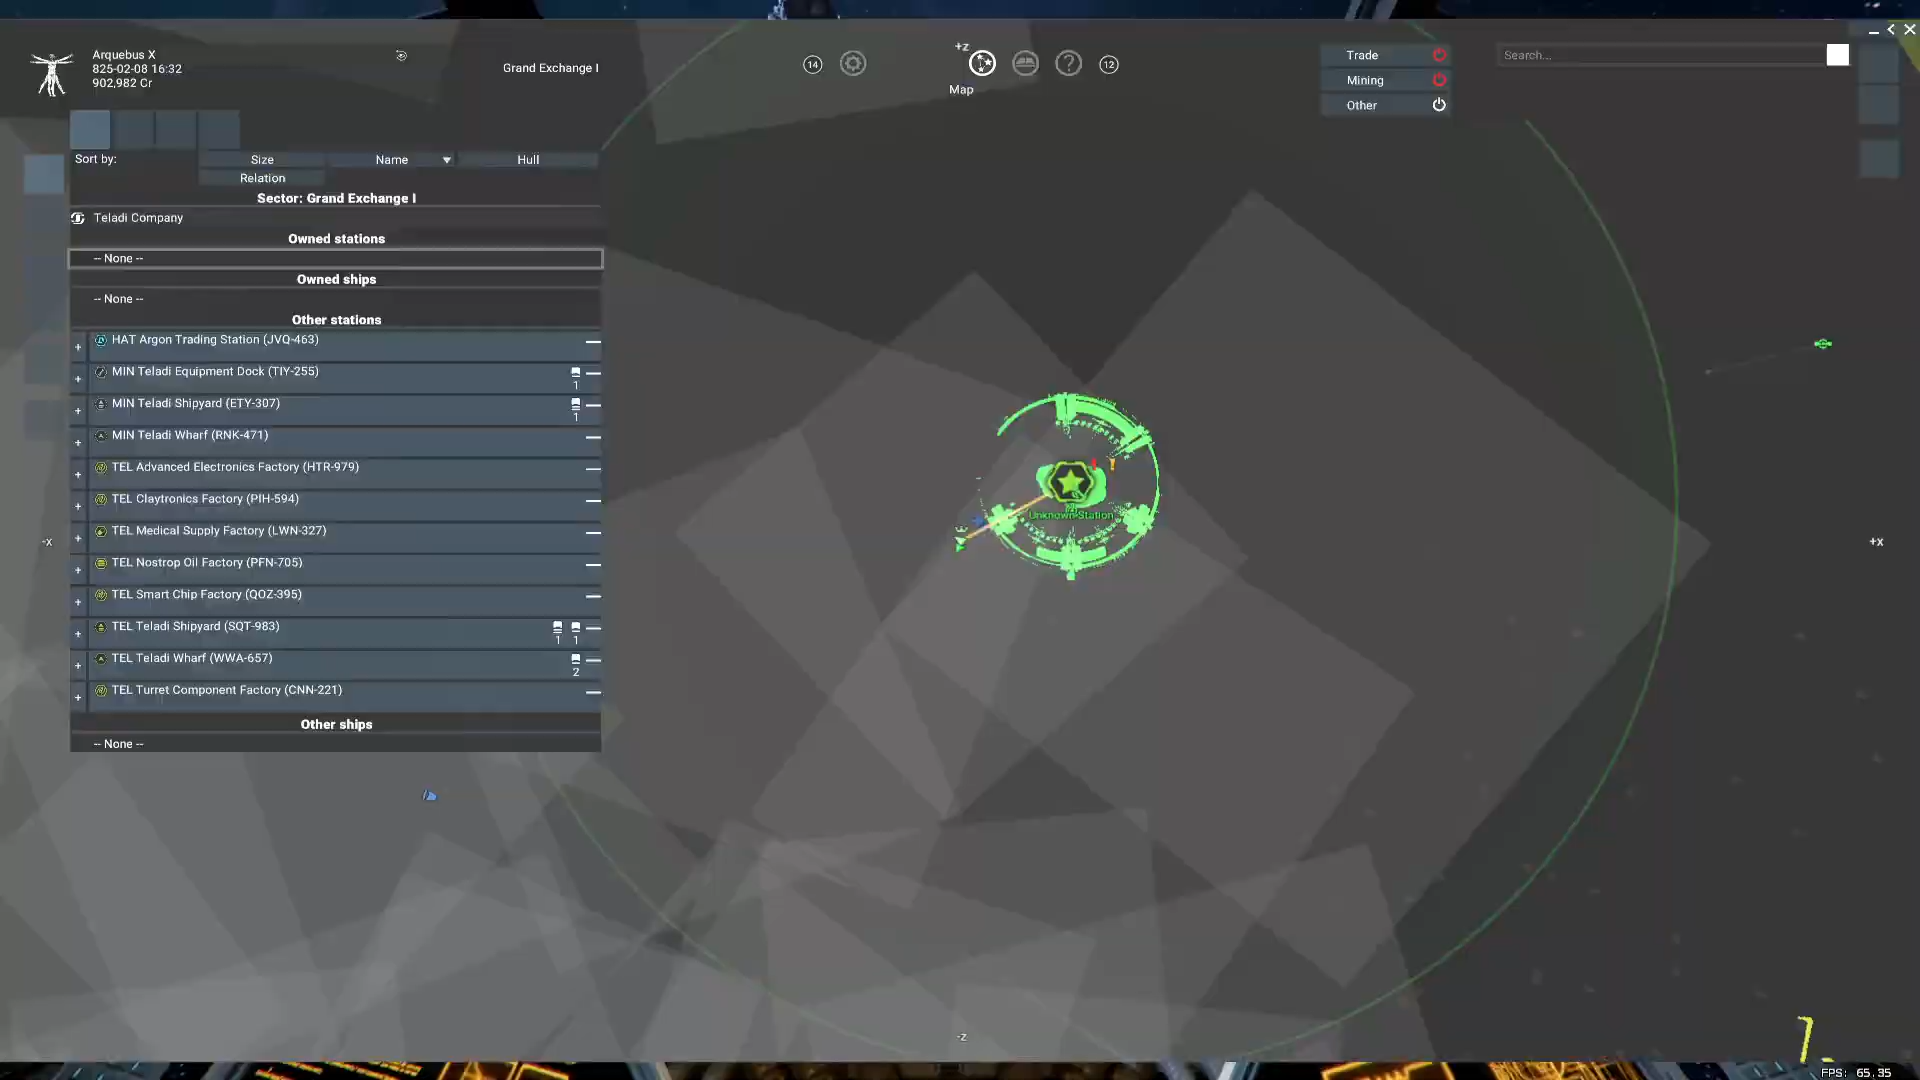 Arquebus X
825-02-08 16:32
902,982 Cr
Grand Exchange I
14
+Z
Map
12
Trade
Mining
Other
Search...
Sort by:
Size
Name
Hull
Relation
Sector: Grand Exchange I
Teladi Company
Owned stations
-- None --
Owned ships
-- None --
Other stations
+ HAT Argon Trading Station (JVQ-463)
+ MIN Teladi Equipment Dock (TIY-255) 1
+ MIN Teladi Shipyard (ETY-307) 1
+ MIN Teladi Wharf (RNK-471)
+ TEL Advanced Electronics Factory (HTR-979)
+ TEL Claytronics Factory (PIH-594)
+ TEL Medical Supply Factory (LWN-327)
+ TEL Nostrop Oil Factory (PFN-705)
+ TEL Smart Chip Factory (QOZ-395)
+ TEL Teladi Shipyard (SQT-983) 1 1
+ TEL Teladi Wharf (WWA-657) 2
+ TEL Turret Component Factory (CNN-221)
Other ships
-- None --
Unknown Station
-X
+X
-Z
FPS: 65.35